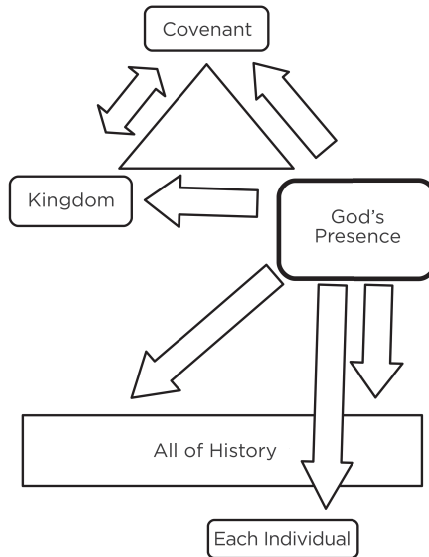 Covenant
Kingdom
God's
Presence
All of History
Each Individual